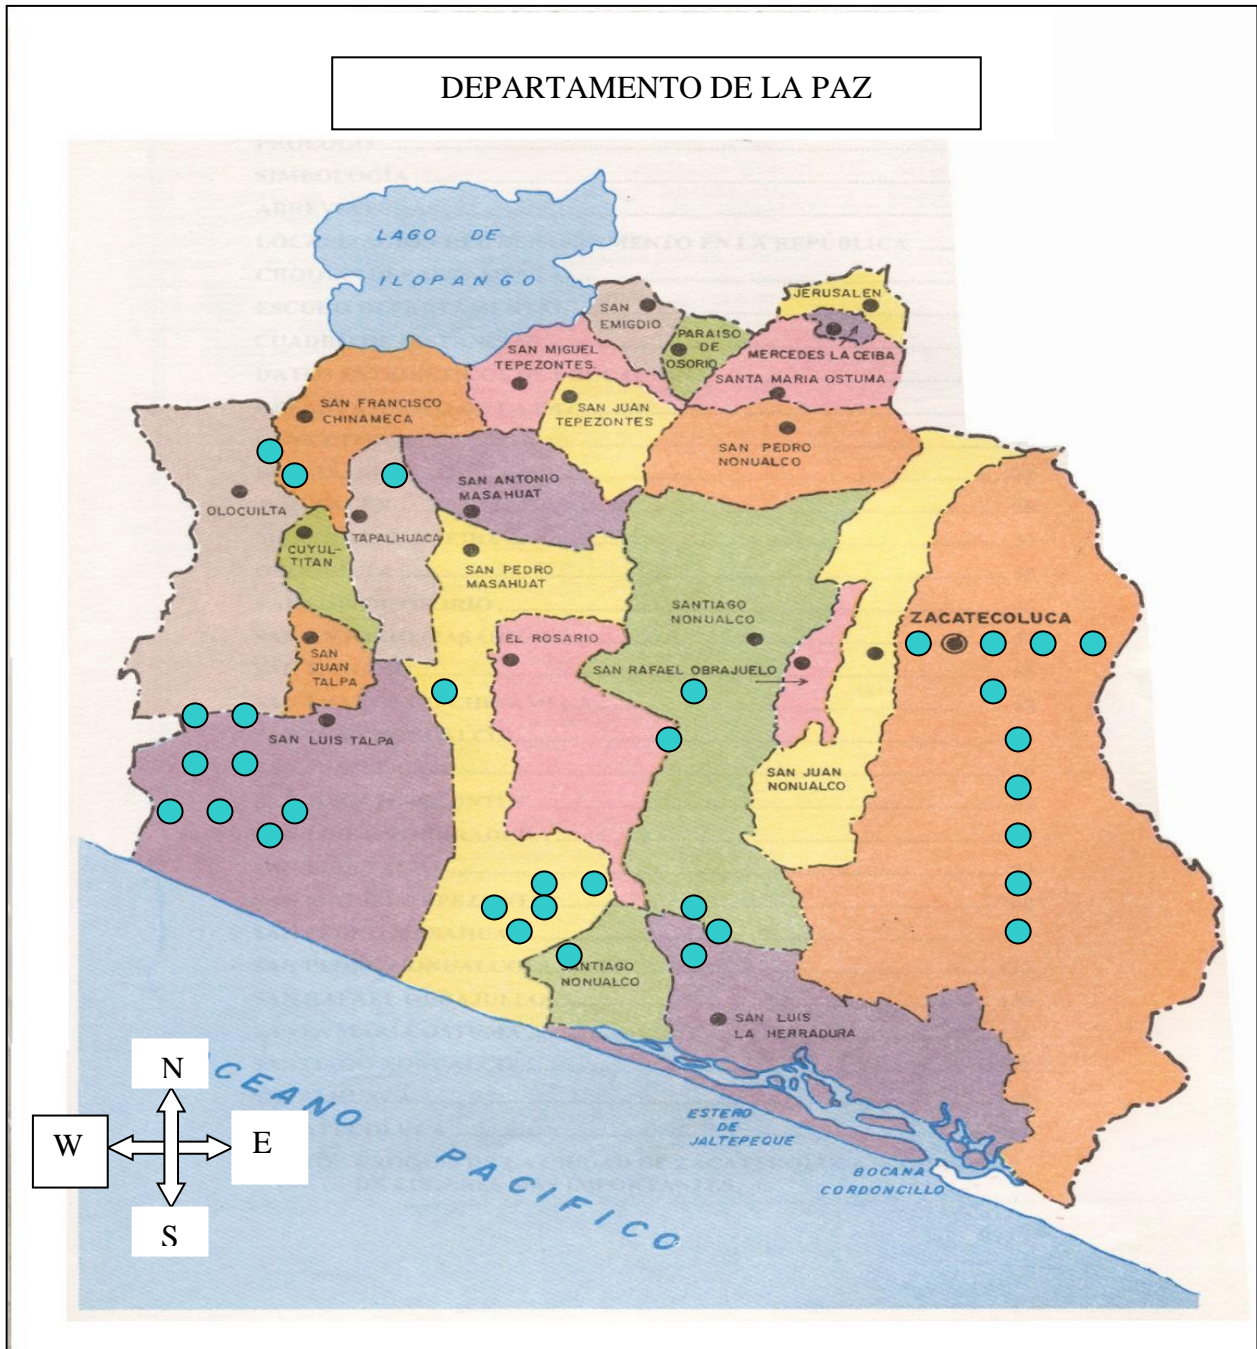 DEPARTAMENTO DE LA PAZ
LAGO DE
ILOPANGO
JERUSALEN
SAN
EMIGDIO
PARAISO
DE
OSORIO
MERCEDES LA CEIBA
SAN MIGUEL
TEPEZONTES.
SANTA MARIA OSTUMA
SAN FRANCISCO
CHINAMECA
SAN JUAN
TEPEZONTES
SAN PEDRO
NONUALCO
SAN ANTONIO
MASAHUAT
OLOCUILTA
TAPALHUACA
CUYUL-
TITAN
SAN PEDRO
MASAHUAT
SANTIAGO
NONUALCO
ZACATECOLUCA
EL ROSARIO
SAN RAFAEL OBRAJUELO
SAN
JUAN
TALPA
SAN LUIS TALPA
SAN JUAN
NONUALCO
SANTIAGO
NONUALCO
SAN LUIS
LA HERRADURA
N
W
E
S
OCEANO PACIFICO
ESTERO
DE
JALTEPEQUE
BOCANA
CORDONCILLO